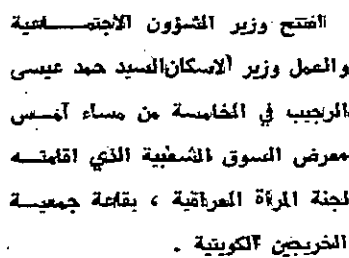 افتتح وزير الشؤون الاجتماعية
والعمل وزير الاسكان السيد حمد عيسى
الرجيب في الخامسة من مساء أمس
معرض السوق الشعبية الذي اقامته
لجنة المرأة العراقية ، بقاعة جمعية
الخريجين الكويتية .